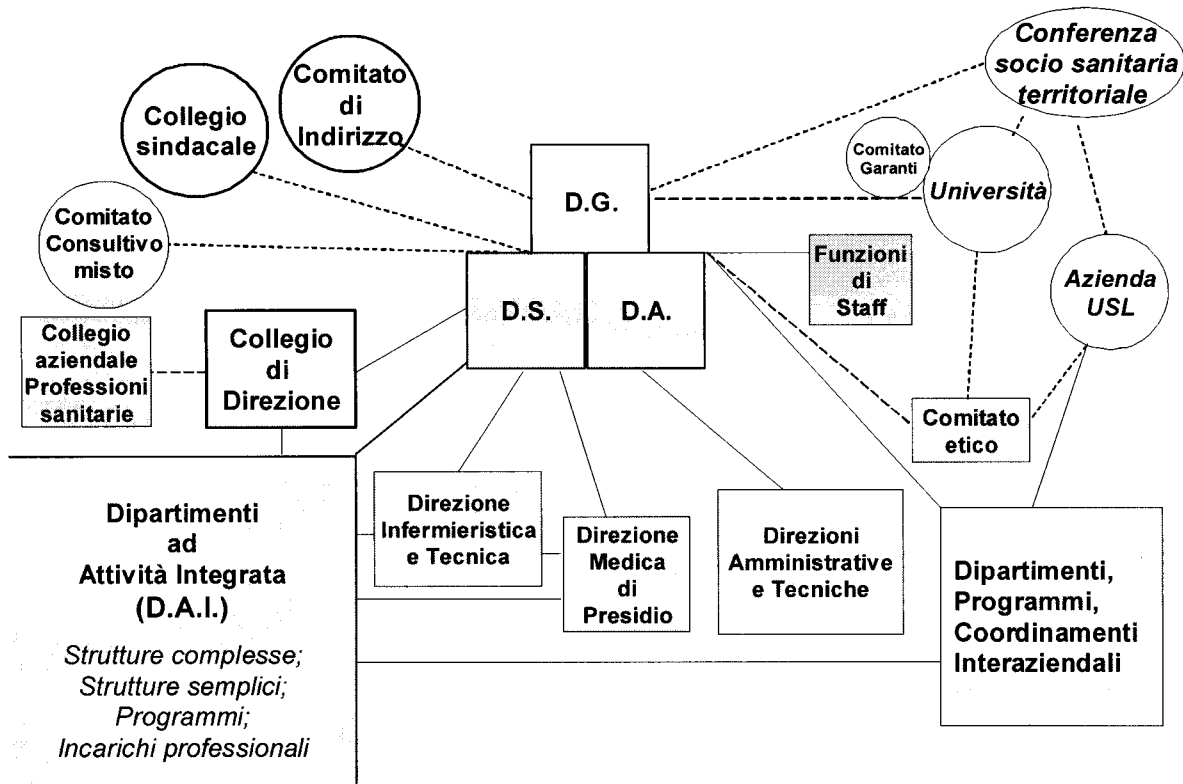 Conferenza
socio sanitaria
territoriale
Comitato
di
Indirizzo
Collegio
sindacale
Comitato
Garanti
Università
D.G.
Comitato
Consultivo
misto
D.S.
D.A.
Funzioni
di
Staff
Azienda
USL
Collegio
aziendale
Professioni
sanitarie
Collegio
di
Direzione
Comitato
etico
Dipartimenti
ad
Attività Integrata
(D.A.I.)
Strutture complesse;
Strutture semplici;
Programmi;
Incarichi professionali
Direzione
Infermieristica
e Tecnica
Direzione
Medica
di
Presidio
Direzioni
Amministrative
e Tecniche
Dipartimenti,
Programmi,
Coordinamenti
Interaziendali